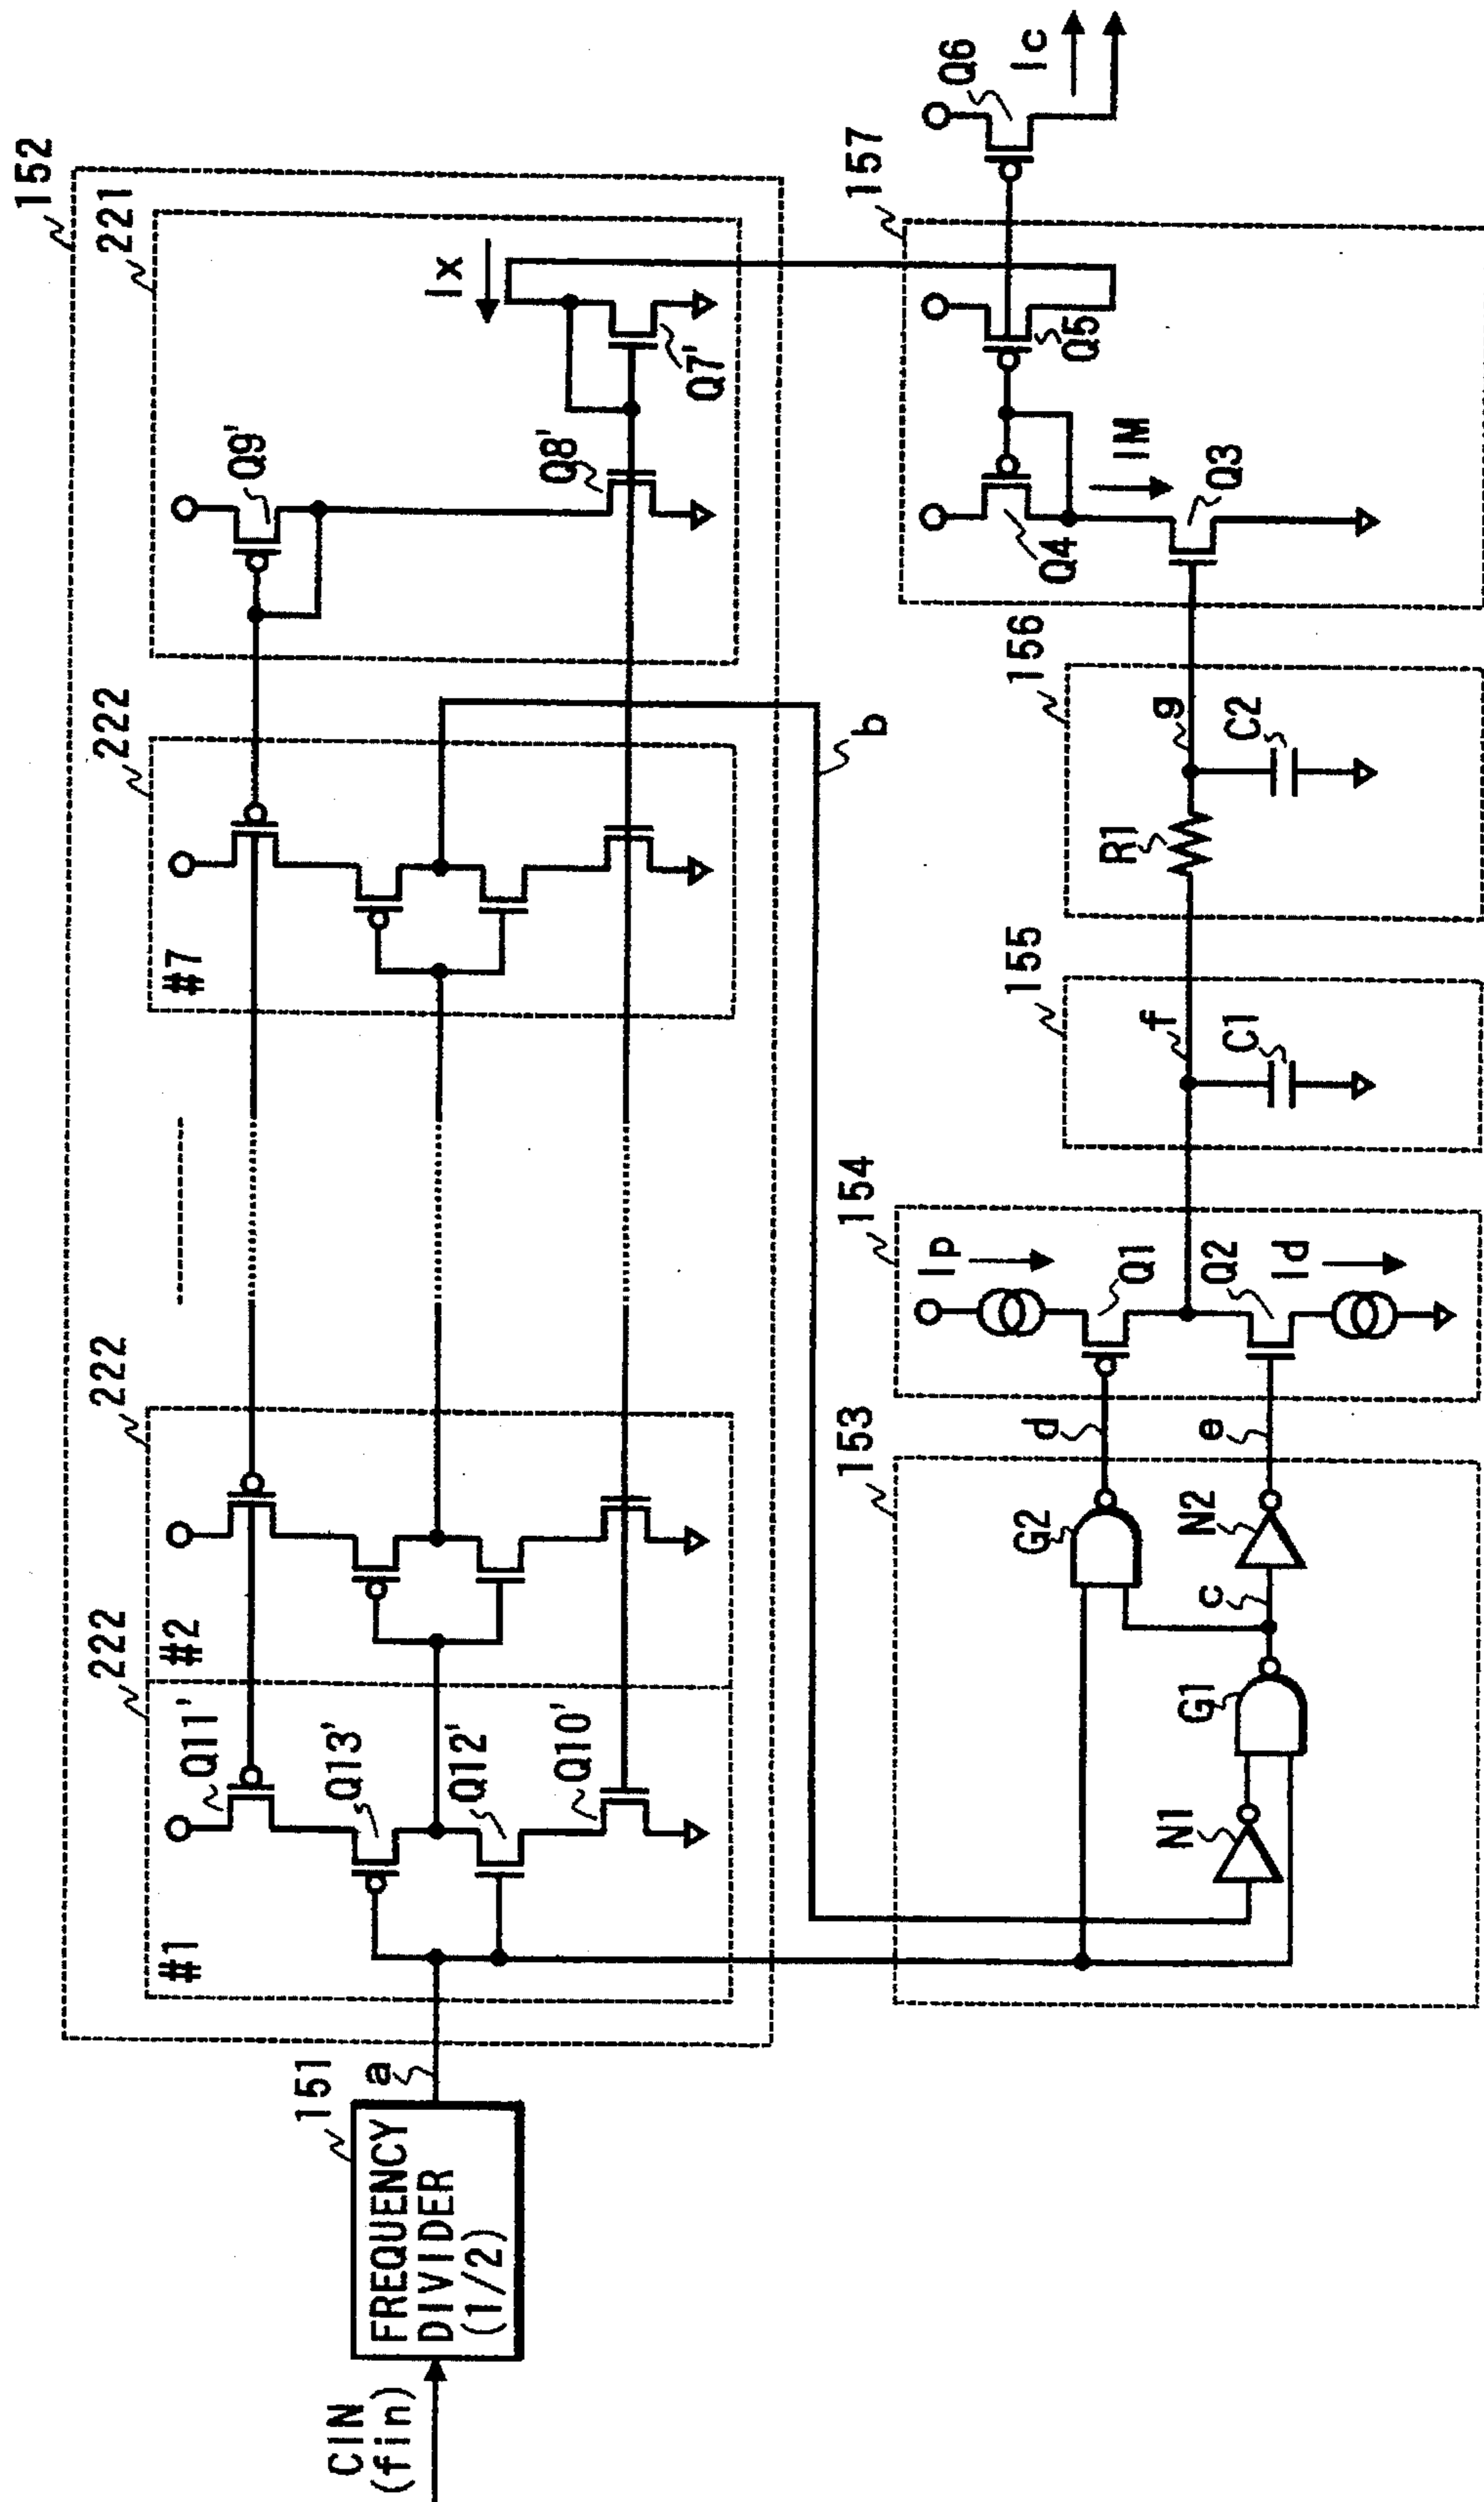 152
221
Ix
Q9'
Q8'
Q7'
222
#7
b
222
#2
222
#1
Q11'
Q13'
Q12'
Q10'
151
a
FREQUENCY
DIVIDER
(1/2)
CIN
(fin)
153
G2
d
N1
G1
c
N2
e
154
Ip
Q1
Q2
Id
155
f
C1
156
R1
g
C2
157
Q4
IM
Q3
Q5
Q6
Ic